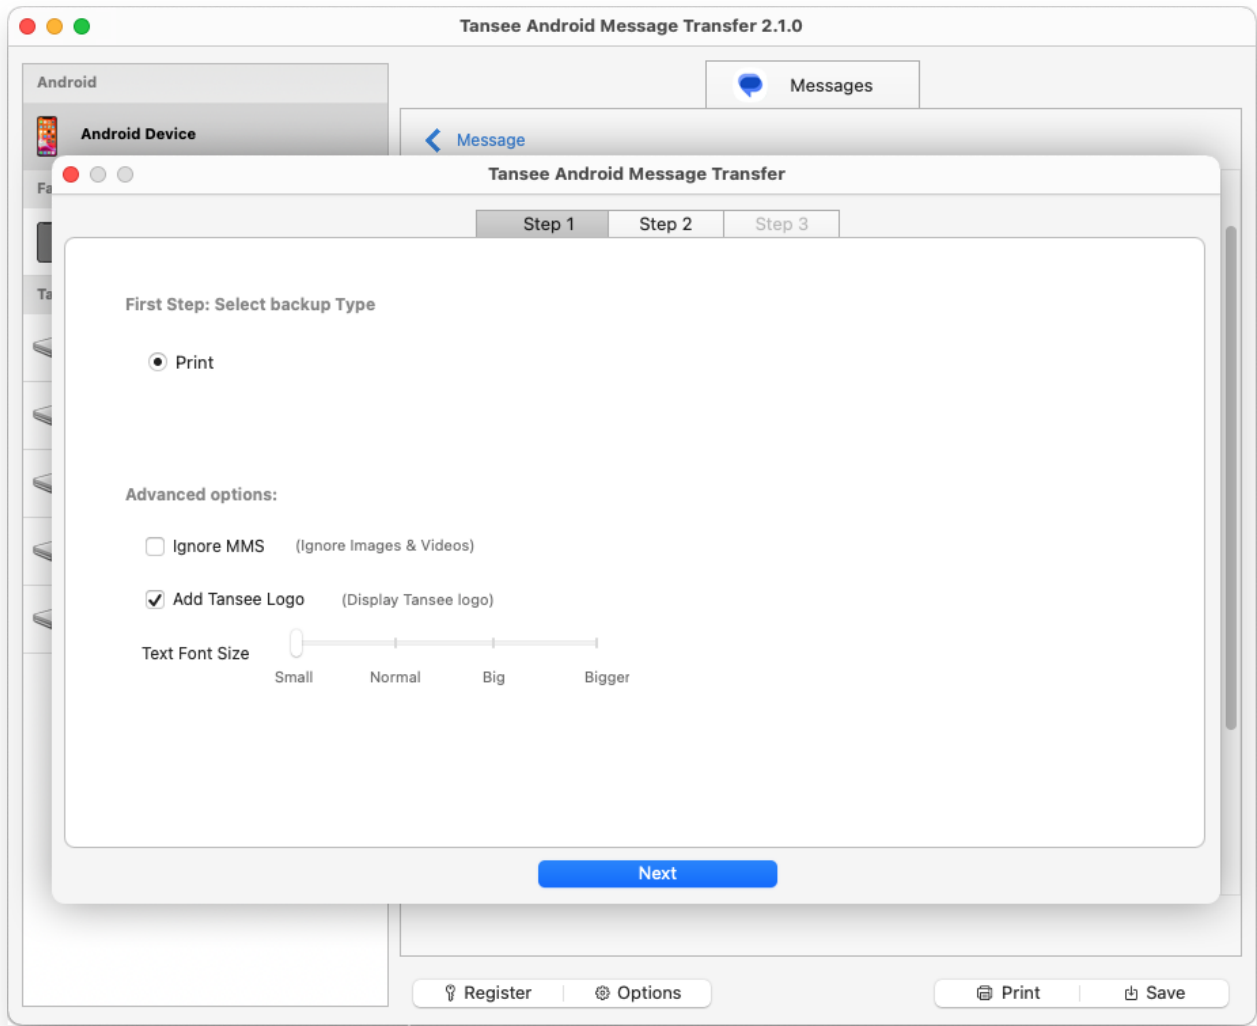 Tansee Android Message Transfer 2.1.0
Android
Messages
Android Device
Message
Tansee Android Message Transfer
Fa
Step 1 Step 2 Step 3
Ta
First Step: Select backup Type
Print
Advanced options:
Ignore MMS (Ignore Images & Videos)
Add Tansee Logo (Display Tansee logo)
Text Font Size
Small Normal Big Bigger
Next
Register Options Print Save